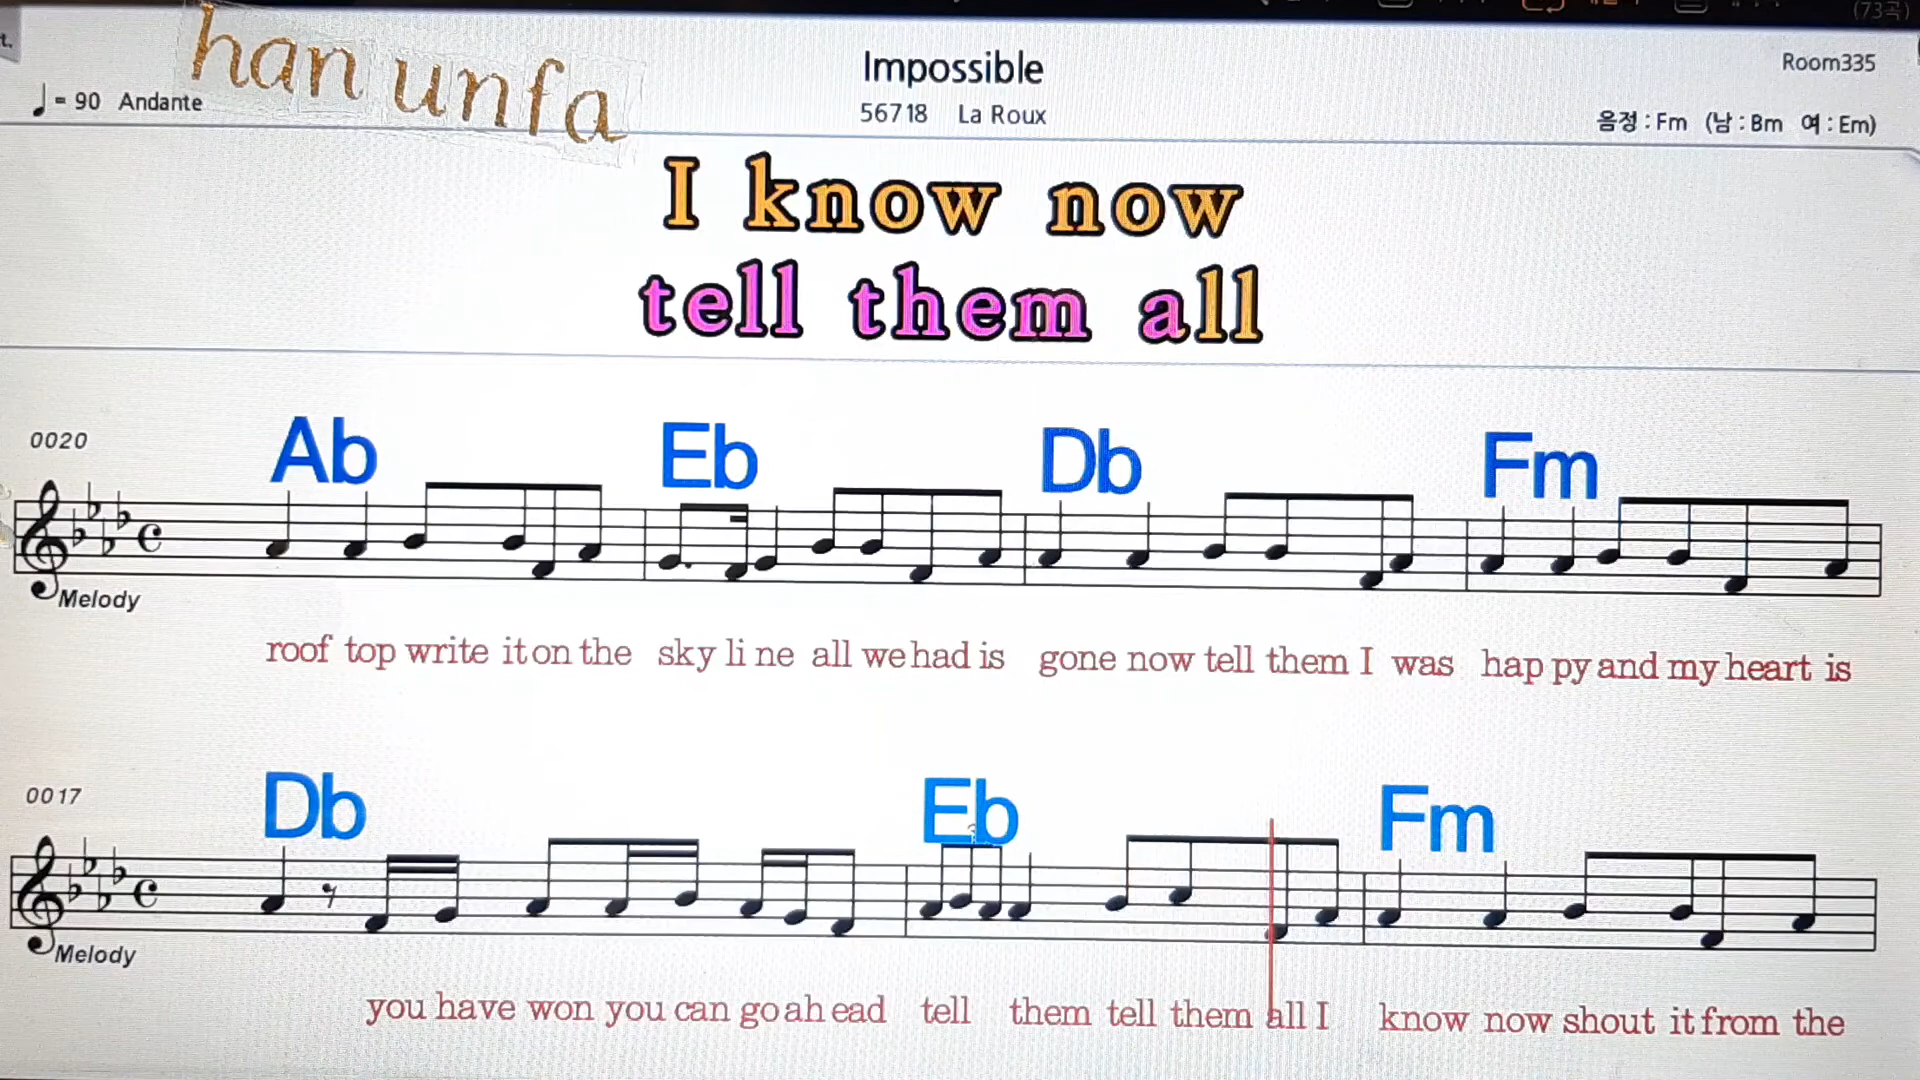 (73곡)
t.
han unfa
Impossible
Room335
♩= 90 Andante
56718 La Roux
음정 : Fm (남 : Bm 여 : Em)
I know now
tell them all
0020
Ab Eb Db Fm
Melody
roof top write it on the sky li ne all we had is gone now tell them I was hap py and my heart is
0017
Db Eb Fm
Melody
you have won you can go ah ead tell them tell them all I know now shout it from the